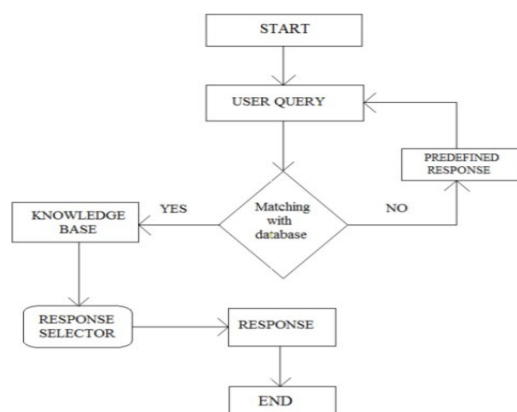 START
USER QUERY
PREDEFINED
RESPONSE
Matching
with
database
YES
NO
KNOWLEDGE
BASE
RESPONSE
SELECTOR
RESPONSE
END